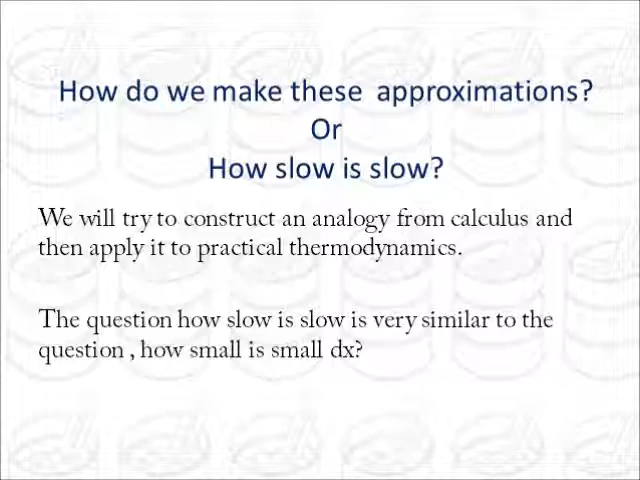 How do we make these approximations?
Or
How slow is slow?
We will try to construct an analogy from calculus and
then apply it to practical thermodynamics.
The question how slow is slow is very similar to the
question , how small is small dx?